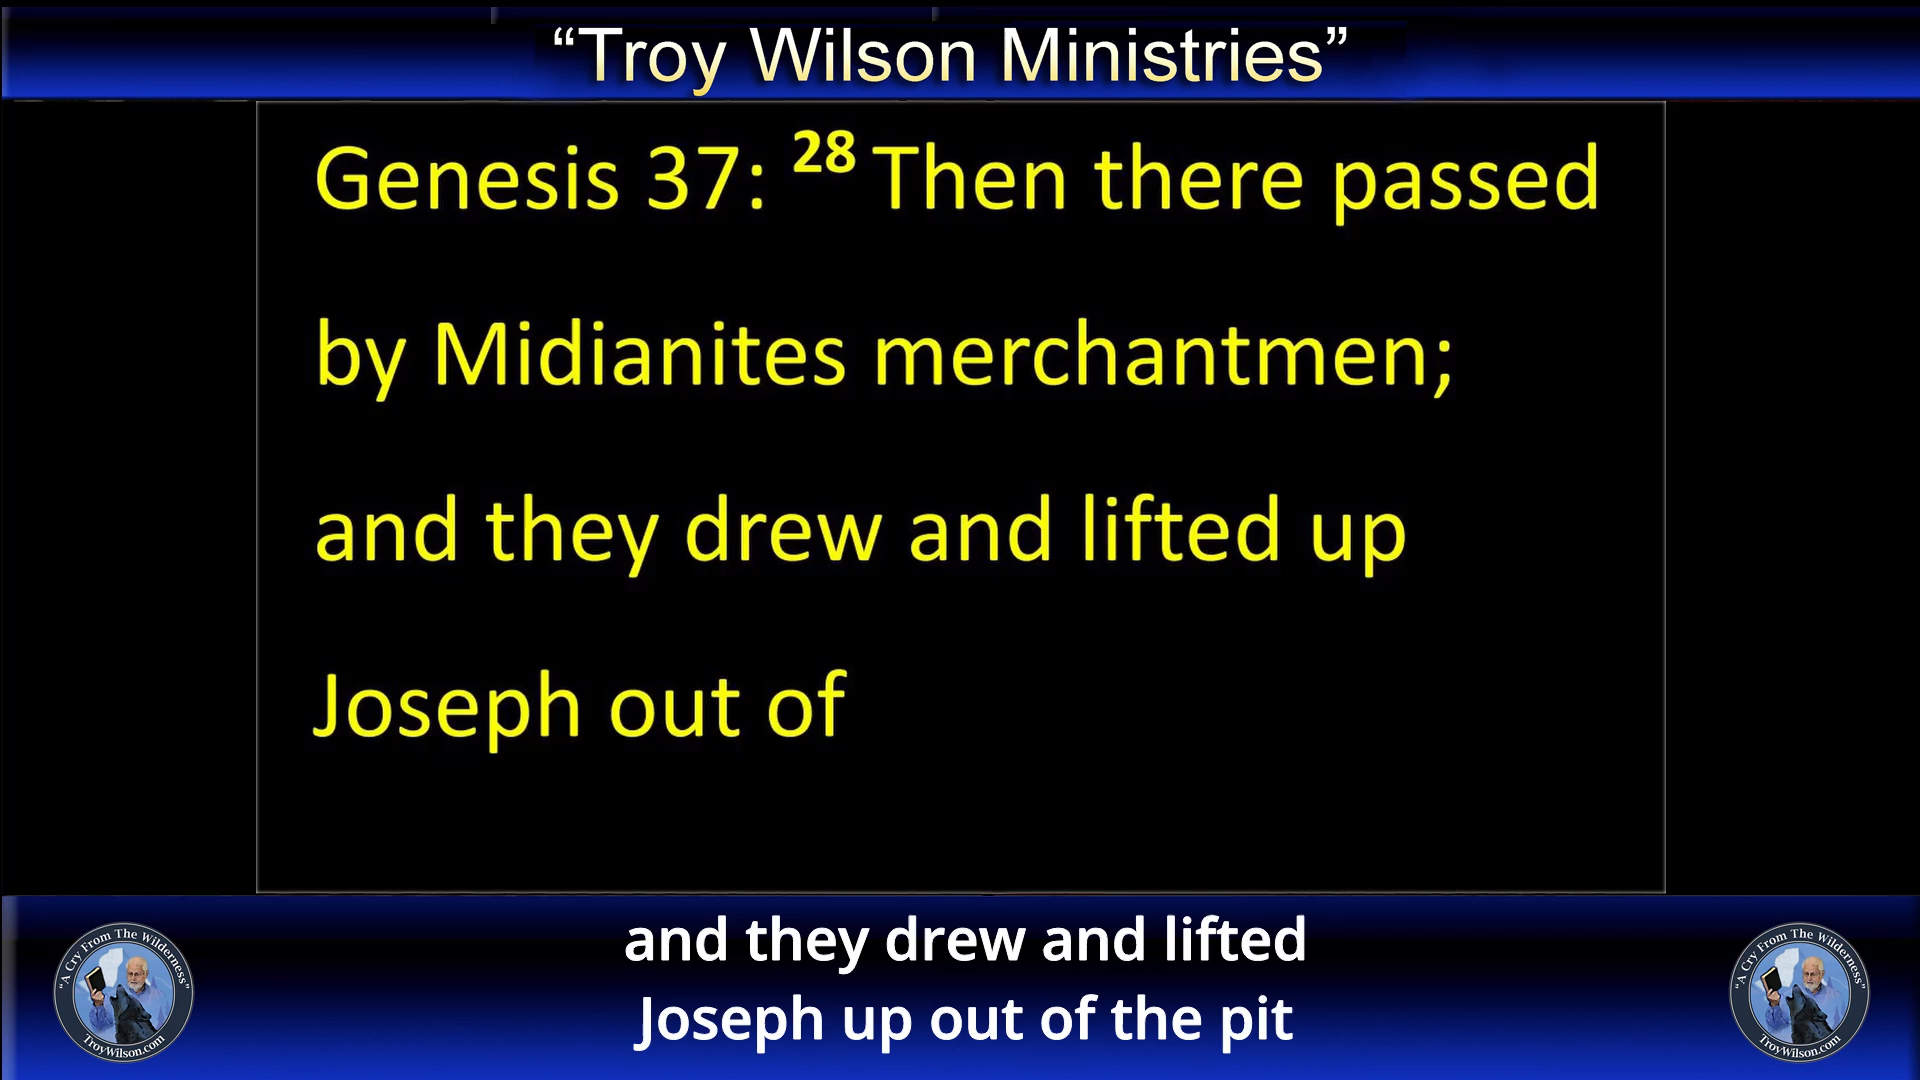 “Troy Wilson Ministries”
Genesis 37: 28 Then there passed
by Midianites merchantmen;
and they drew and lifted up
Joseph out of
and they drew and lifted
Joseph up out of the pit
"A Cry From The Wilderness"
TroyWilson.com
"A Cry From The Wilderness"
TroyWilson.com